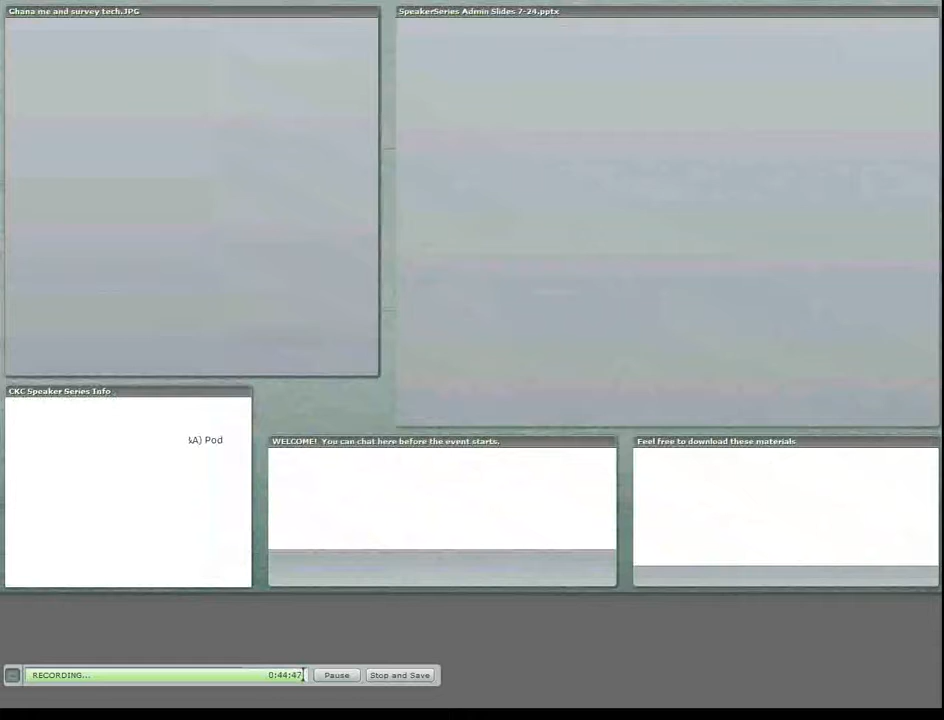 Chana me and survey tech.JPG
SpeakerSeries Admin Slides 7-24.pptx
CKC Speaker Series Info
A) Pod
WELCOME! You can chat here before the event starts.
Feel free to download these materials
RECORDING...
0:44:47
Pause
Stop and Save